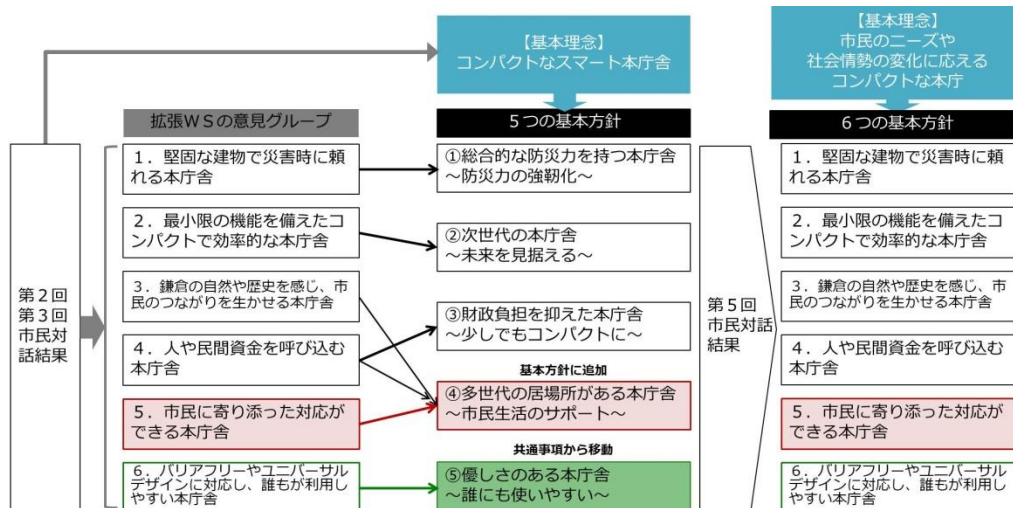 【基本理念】
コンパクトなスマート本庁舎
【基本理念】
市民のニーズや
社会情勢の変化に応える
コンパクトな本庁
拡張ＷＳの意見グループ
５つの基本方針
６つの基本方針
第２回
第３回
市民対
話結果
１．堅固な建物で災害時に頼
れる本庁舎
２．最小限の機能を備えたコ
ンパクトで効率的な本庁舎
３．鎌倉の自然や歴史を感じ、市
民のつながりを生かせる本庁舎
４．人や民間資金を呼び込む
本庁舎
５．市民に寄り添った対応が
できる本庁舎
６．バリアフリーやユニバーサル
デザインに対応し、誰もが利用し
やすい本庁舎
①総合的な防災力を持つ本庁舎
～防災力の強靭化～
②次世代の本庁舎
～未来を見据える～
③財政負担を抑えた本庁舎
～少しでもコンパクトに～
基本方針に追加
④多世代の居場所がある本庁舎
～市民生活のサポート～
共通事項から移動
⑤優しさのある本庁舎
～誰にも使いやすい～
第５回
市民対話
結果
１．堅固な建物で災害時に頼
れる本庁舎
２．最小限の機能を備えたコ
ンパクトで効率的な本庁舎
３．鎌倉の自然や歴史を感じ、市
民のつながりを生かせる本庁舎
４．人や民間資金を呼び込む
本庁舎
５．市民に寄り添った対応が
できる本庁舎
６．バリアフリーやユニバーサル
デザインに対応し、誰もが利用し
やすい本庁舎